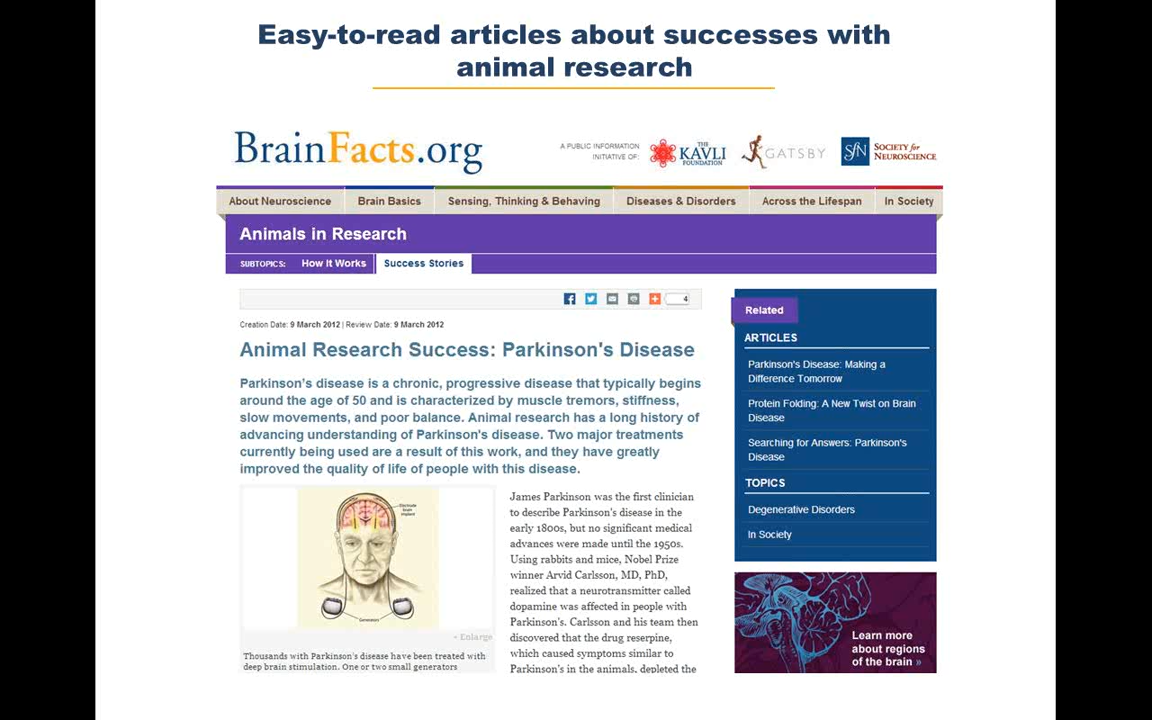 Easy-to-read articles about successes with
animal research
BrainFacts.org
A PUBLIC INFORMATION
INITIATIVE OF:
THE
KAVLI
FOUNDATION
GATSBY
SfN
SOCIETY for
NEUROSCIENCE
About Neuroscience
Brain Basics
Sensing, Thinking & Behaving
Diseases & Disorders
Across the Lifespan
In Society
Animals in Research
SUBTOPICS: How It Works Success Stories
4
Creation Date: 9 March 2012 | Review Date: 9 March 2012
Animal Research Success: Parkinson's Disease
Parkinson's disease is a chronic, progressive disease that typically begins
around the age of 50 and is characterized by muscle tremors, stiffness,
slow movements, and poor balance. Animal research has a long history of
advancing understanding of Parkinson's disease. Two major treatments
currently being used are a result of this work, and they have greatly
improved the quality of life of people with this disease.
Electrode
brain
implant
Generators
+ Enlarge
Thousands with Parkinson's disease have been treated with
deep brain stimulation. One or two small generators
James Parkinson was the first clinician
to describe Parkinson's disease in the
early 1800s, but no significant medical
advances were made until the 1950s.
Using rabbits and mice, Nobel Prize
winner Arvid Carlsson, MD, PhD,
realized that a neurotransmitter called
dopamine was affected in people with
Parkinson's. Carlsson and his team then
discovered that the drug reserpine,
which caused symptoms similar to
Parkinson's in the animals, depleted the
Related
ARTICLES
Parkinson's Disease: Making a
Difference Tomorrow
Protein Folding: A New Twist on Brain
Disease
Searching for Answers: Parkinson's
Disease
TOPICS
Degenerative Disorders
In Society
Learn more
about regions
of the brain »